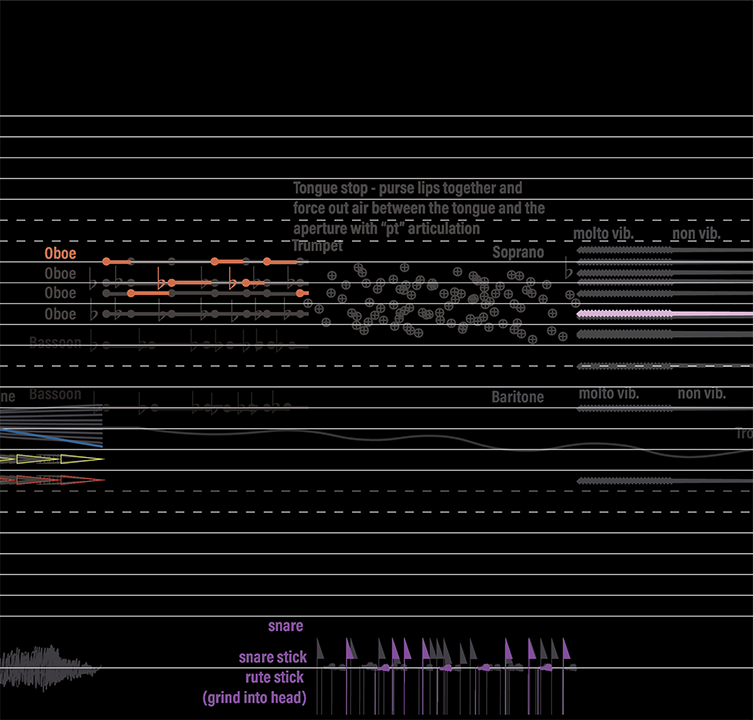 Tongue stop - purse lips together and
force out air between the tongue and the
aperture with “pt” articulation
Trumpet
molto vib. non vib.
Oboe
Soprano
Oboe
Oboe
Oboe
Bassoon
ne Bassoon
Baritone
molto vib. non vib.
Tro
snare
snare stick
rute stick
(grind into head)